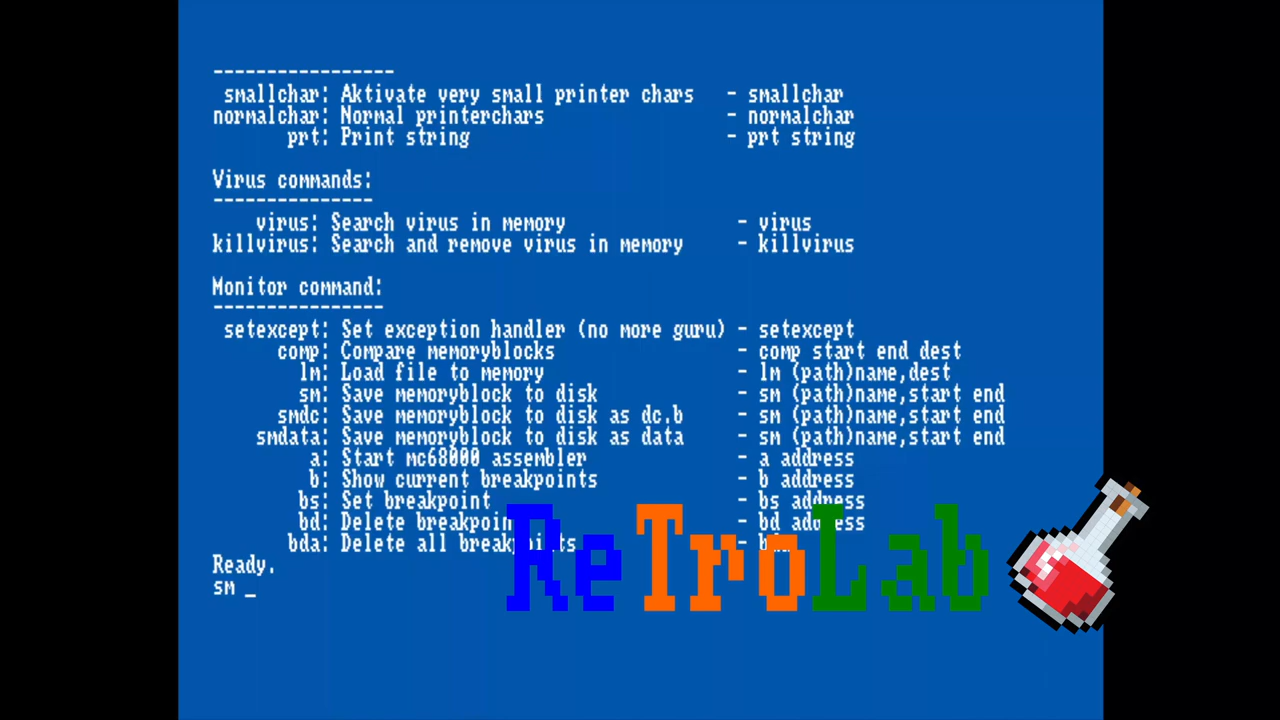 -----------------
smallchar: Aktivate very small printer chars - smallchar
normalchar: Normal printerchars - normalchar
prt: Print string - prt string
Virus commands:
---------------
virus: Search virus in memory - virus
killvirus: Search and remove virus in memory - killvirus
Monitor command:
----------------
setexcept: Set exception handler (no more guru) - setexcept
comp: Compare memoryblocks - comp start end dest
lm: Load file to memory - lm (path)name,dest
sm: Save memoryblock to disk - sm (path)name,start end
smdc: Save memoryblock to disk as dc.b - sm (path)name,start end
smdata: Save memoryblock to disk as data - sm (path)name,start end
a: Start mc68000 assembler - a address
b: Show current breakpoints - b address
bs: Set breakpoint - bs address
bd: Delete breakpoint - bd address
bda: Delete all breakpoints - bda
Ready.
sm _
ReTroLab